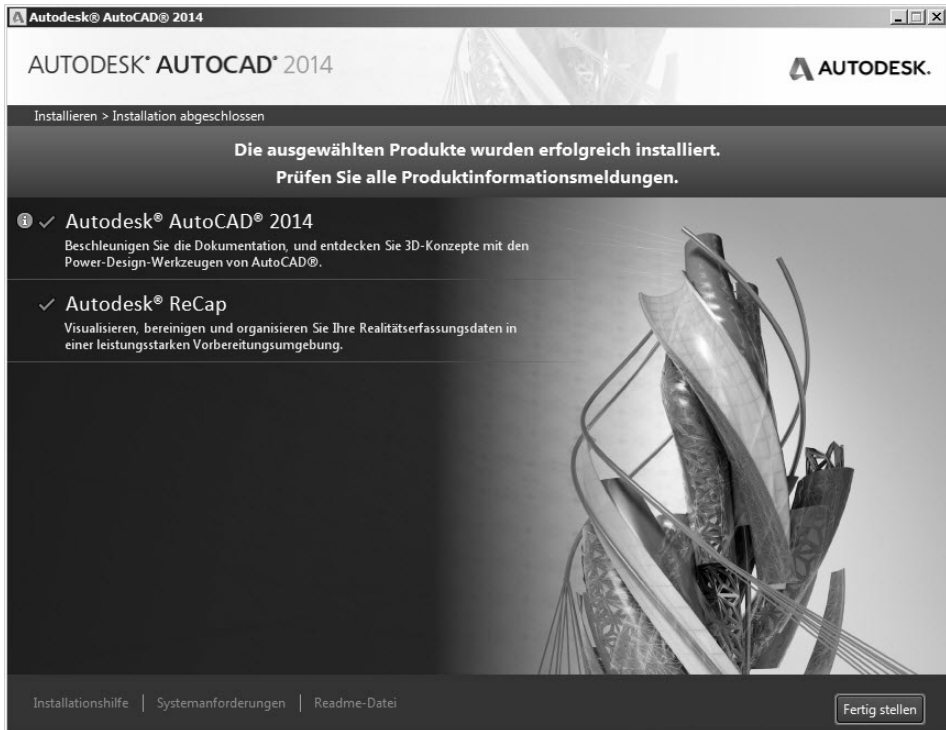 Autodesk® AutoCAD® 2014
AUTODESK® AUTOCAD® 2014
AUTODESK.
Installieren > Installation abgeschlossen
Die ausgewählten Produkte wurden erfolgreich installiert.
Prüfen Sie alle Produktinformationsmeldungen.
Autodesk® AutoCAD® 2014
Beschleunigen Sie die Dokumentation, und entdecken Sie 3D-Konzepte mit den
Power-Design-Werkzeugen von AutoCAD®.
Autodesk® ReCap
Visualisieren, bereinigen und organisieren Sie Ihre Realitätserfassungsdaten in
einer leistungsstarken Vorbereitungsumgebung.
Installationshilfe | Systemanforderungen | Readme-Datei
Fertig stellen